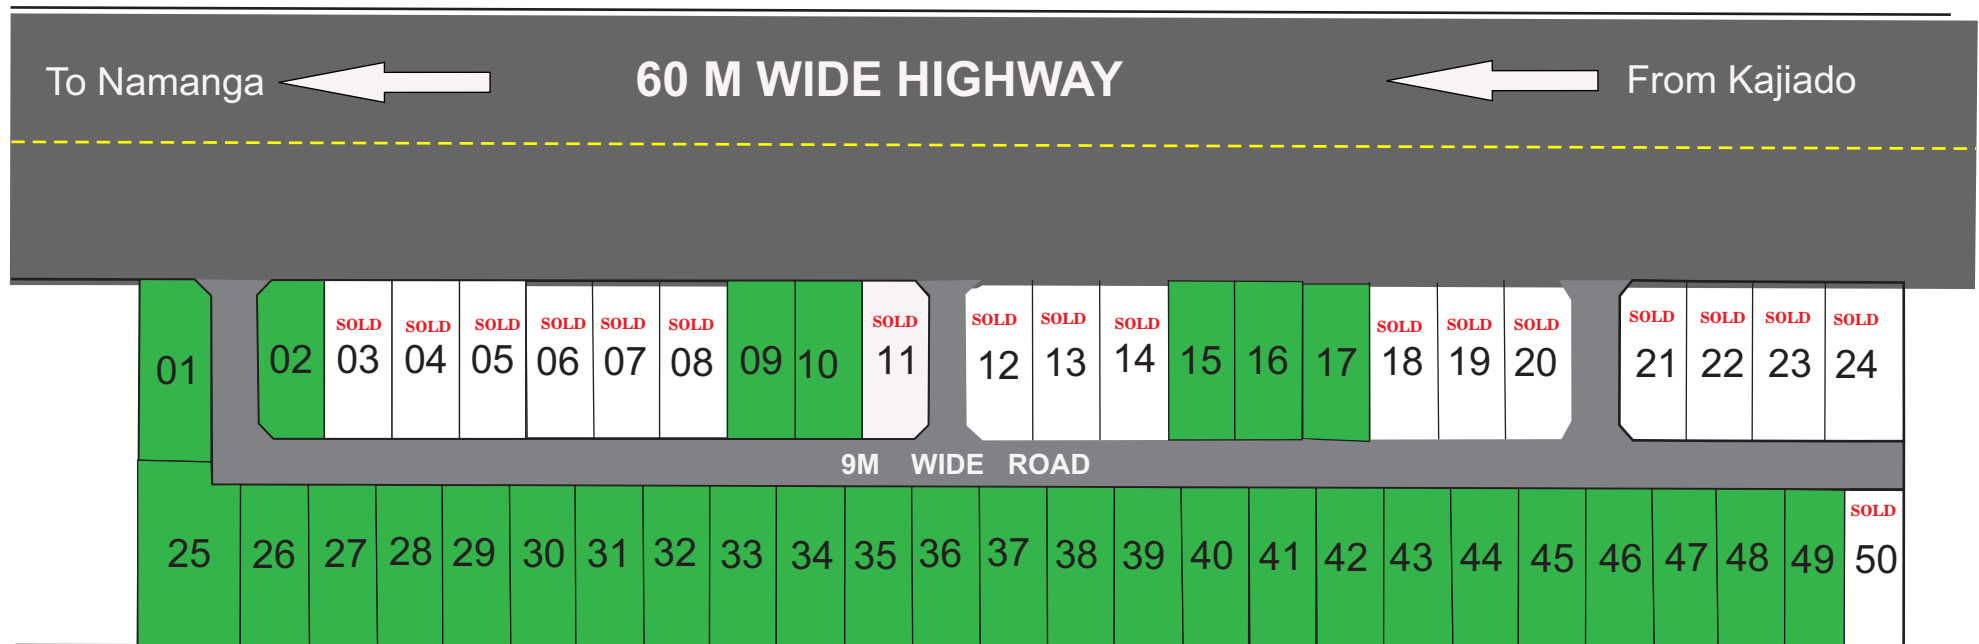 To Namanga 60 M WIDE HIGHWAY From Kajiado
SOLD SOLD SOLD SOLD SOLD SOLD SOLD SOLD SOLD SOLD SOLD SOLD SOLD SOLD SOLD SOLD SOLD
01 02 03 04 05 06 07 08 09 10 11 12 13 14 15 16 17 18 19 20 21 22 23 24
9M WIDE ROAD
SOLD
25 26 27 28 29 30 31 32 33 34 35 36 37 38 39 40 41 42 43 44 45 46 47 48 49 50